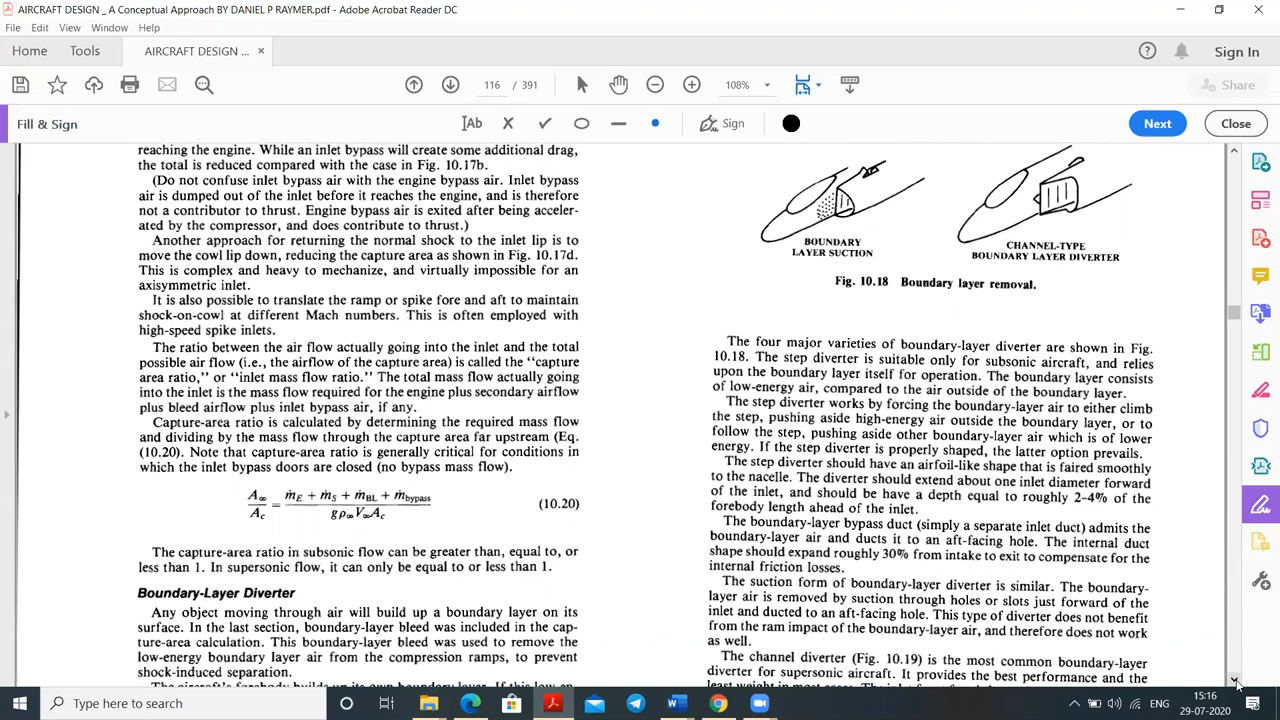 AIRCRAFT DESIGN _ A Conceptual Approach BY DANIEL P RAYMER.pdf - Adobe Acrobat Reader DC
File Edit View Window Help
Home Tools AIRCRAFT DESIGN ... × Sign In
116 / 391 108% Share
Fill & Sign Ab Sign Next Close
reaching the engine. While an inlet bypass will create some additional drag,
the total is reduced compared with the case in Fig. 10.17b.
(Do not confuse inlet bypass air with the engine bypass air. Inlet bypass
air is dumped out of the inlet before it reaches the engine, and is therefore
not a contributor to thrust. Engine bypass air is exited after being acceler-
ated by the compressor, and does contribute to thrust.)
Another approach for returning the normal shock to the inlet lip is to
move the cowl lip down, reducing the capture area as shown in Fig. 10.17d.
This is complex and heavy to mechanize, and virtually impossible for an
axisymmetric inlet.
It is also possible to translate the ramp or spike fore and aft to maintain
shock-on-cowl at different Mach numbers. This is often employed with
high-speed spike inlets.
The ratio between the air flow actually going into the inlet and the total
possible air flow (i.e., the airflow of the capture area) is called the “capture
area ratio,” or “inlet mass flow ratio.” The total mass flow actually going
into the inlet is the mass flow required for the engine plus secondary airflow
plus bleed airflow plus inlet bypass air, if any.
Capture-area ratio is calculated by determining the required mass flow
and dividing by the mass flow through the capture area far upstream (Eq.
(10.20). Note that capture-area ratio is generally critical for conditions in
which the inlet bypass doors are closed (no bypass mass flow).
A∞/Ac = (ṁE + ṁS + ṁBL + ṁbypass)/(gρ∞V∞Ac) (10.20)
The capture-area ratio in subsonic flow can be greater than, equal to, or
less than 1. In supersonic flow, it can only be equal to or less than 1.
Boundary-Layer Diverter
Any object moving through air will build up a boundary layer on its
surface. In the last section, boundary-layer bleed was included in the cap-
ture-area calculation. This boundary-layer bleed was used to remove the
low-energy boundary layer air from the compression ramps, to prevent
shock-induced separation.
The aircraft's forebody builds up its own boundary layer. If this low-en-
BOUNDARY
LAYER SUCTION
CHANNEL-TYPE
BOUNDARY LAYER DIVERTER
Fig. 10.18 Boundary layer removal.
The four major varieties of boundary-layer diverter are shown in Fig.
10.18. The step diverter is suitable only for subsonic aircraft, and relies
upon the boundary layer itself for operation. The boundary layer consists
of low-energy air, compared to the air outside of the boundary layer.
The step diverter works by forcing the boundary-layer air to either climb
the step, pushing aside high-energy air outside the boundary layer, or to
follow the step, pushing aside other boundary-layer air which is of lower
energy. If the step diverter is properly shaped, the latter option prevails.
The step diverter should have an airfoil-like shape that is faired smoothly
to the nacelle. The diverter should extend about one inlet diameter forward
of the inlet, and should be have a depth equal to roughly 2-4% of the
forebody length ahead of the inlet.
The boundary-layer bypass duct (simply a separate inlet duct) admits the
boundary-layer air and ducts it to an aft-facing hole. The internal duct
shape should expand roughly 30% from intake to exit to compensate for the
internal friction losses.
The suction form of boundary-layer diverter is similar. The boundary-
layer air is removed by suction through holes or slots just forward of the
inlet and ducted to an aft-facing hole. This type of diverter does not benefit
from the ram impact of the boundary-layer air, and therefore does not work
as well.
The channel diverter (Fig. 10.19) is the most common boundary-layer
diverter for supersonic aircraft. It provides the best performance and the
least weight in most cases. The inlet
Type here to search
ENG
15:16
29-07-2020